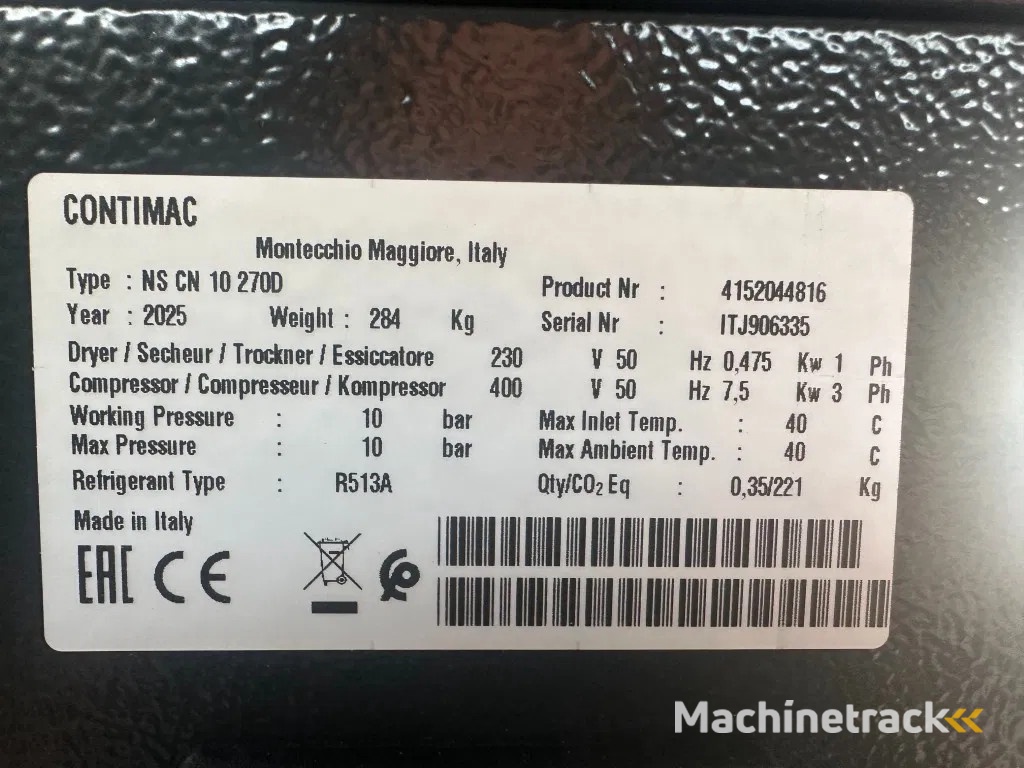 CONTIMAC
Montecchio Maggiore, Italy
Type : NS CN 10 270D Product Nr : 4152044816
Year : 2025 Weight : 284 Kg Serial Nr : ITJ906335
Dryer / Secheur / Trockner / Essiccatore 230 V 50 Hz 0,475 Kw 1 Ph
Compressor / Compresseur / Kompressor 400 V 50 Hz 7,5 Kw 3 Ph
Working Pressure : 10 bar Max Inlet Temp. : 40 C
Max Pressure : 10 bar Max Ambient Temp. : 40 C
Refrigerant Type : R513A Qty/CO₂ Eq : 0,35/221 Kg
Made in Italy
EAC CE
Machinetrack